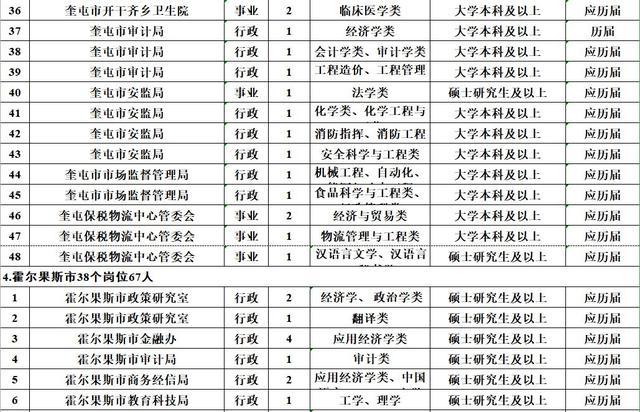 36 奎屯市开干齐乡卫生院 事业 2 临床医学类 大学本科及以上 应历届
37 奎屯市审计局 行政 1 经济学类 大学本科及以上 历届
38 奎屯市审计局 行政 1 会计学类、审计学类 大学本科及以上 应历届
39 奎屯市审计局 行政 1 工程造价、工程管理 大学本科及以上 应历届
40 奎屯市安监局 事业 1 法学类 硕士研究生及以上 应历届
41 奎屯市安监局 行政 1 化学类、化学工程与 大学本科及以上 应历届
42 奎屯市安监局 行政 1 消防指挥、消防工程 大学本科及以上 应历届
43 奎屯市安监局 行政 1 安全科学与工程类 大学本科及以上 应历届
44 奎屯市市场监督管理局 行政 1 机械工程、自动化、 大学本科及以上 应历届
45 奎屯市市场监督管理局 行政 1 食品科学与工程类、 大学本科及以上 应历届
46 奎屯保税物流中心管委会 事业 2 经济与贸易类 大学本科及以上 应历届
47 奎屯保税物流中心管委会 事业 1 物流管理与工程类 大学本科及以上 应历届
48 奎屯保税物流中心管委会 事业 1 汉语言文学、汉语言 硕士研究生及以上 应历届
4.霍尔果斯市38个岗位67人
1 霍尔果斯市政策研究室 行政 2 经济学、政治学类 硕士研究生及以上 应历届
2 霍尔果斯市政策研究室 行政 1 翻译类 硕士研究生及以上 应历届
3 霍尔果斯市金融办 行政 4 应用经济学类 硕士研究生及以上 应历届
4 霍尔果斯市审计局 行政 1 审计类 硕士研究生及以上 应历届
5 霍尔果斯市商务经信局 行政 2 应用经济学类、中国 硕士研究生及以上 应历届
6 霍尔果斯市教育科技局 行政 1 工学、理学 硕士研究生及以上 应历届